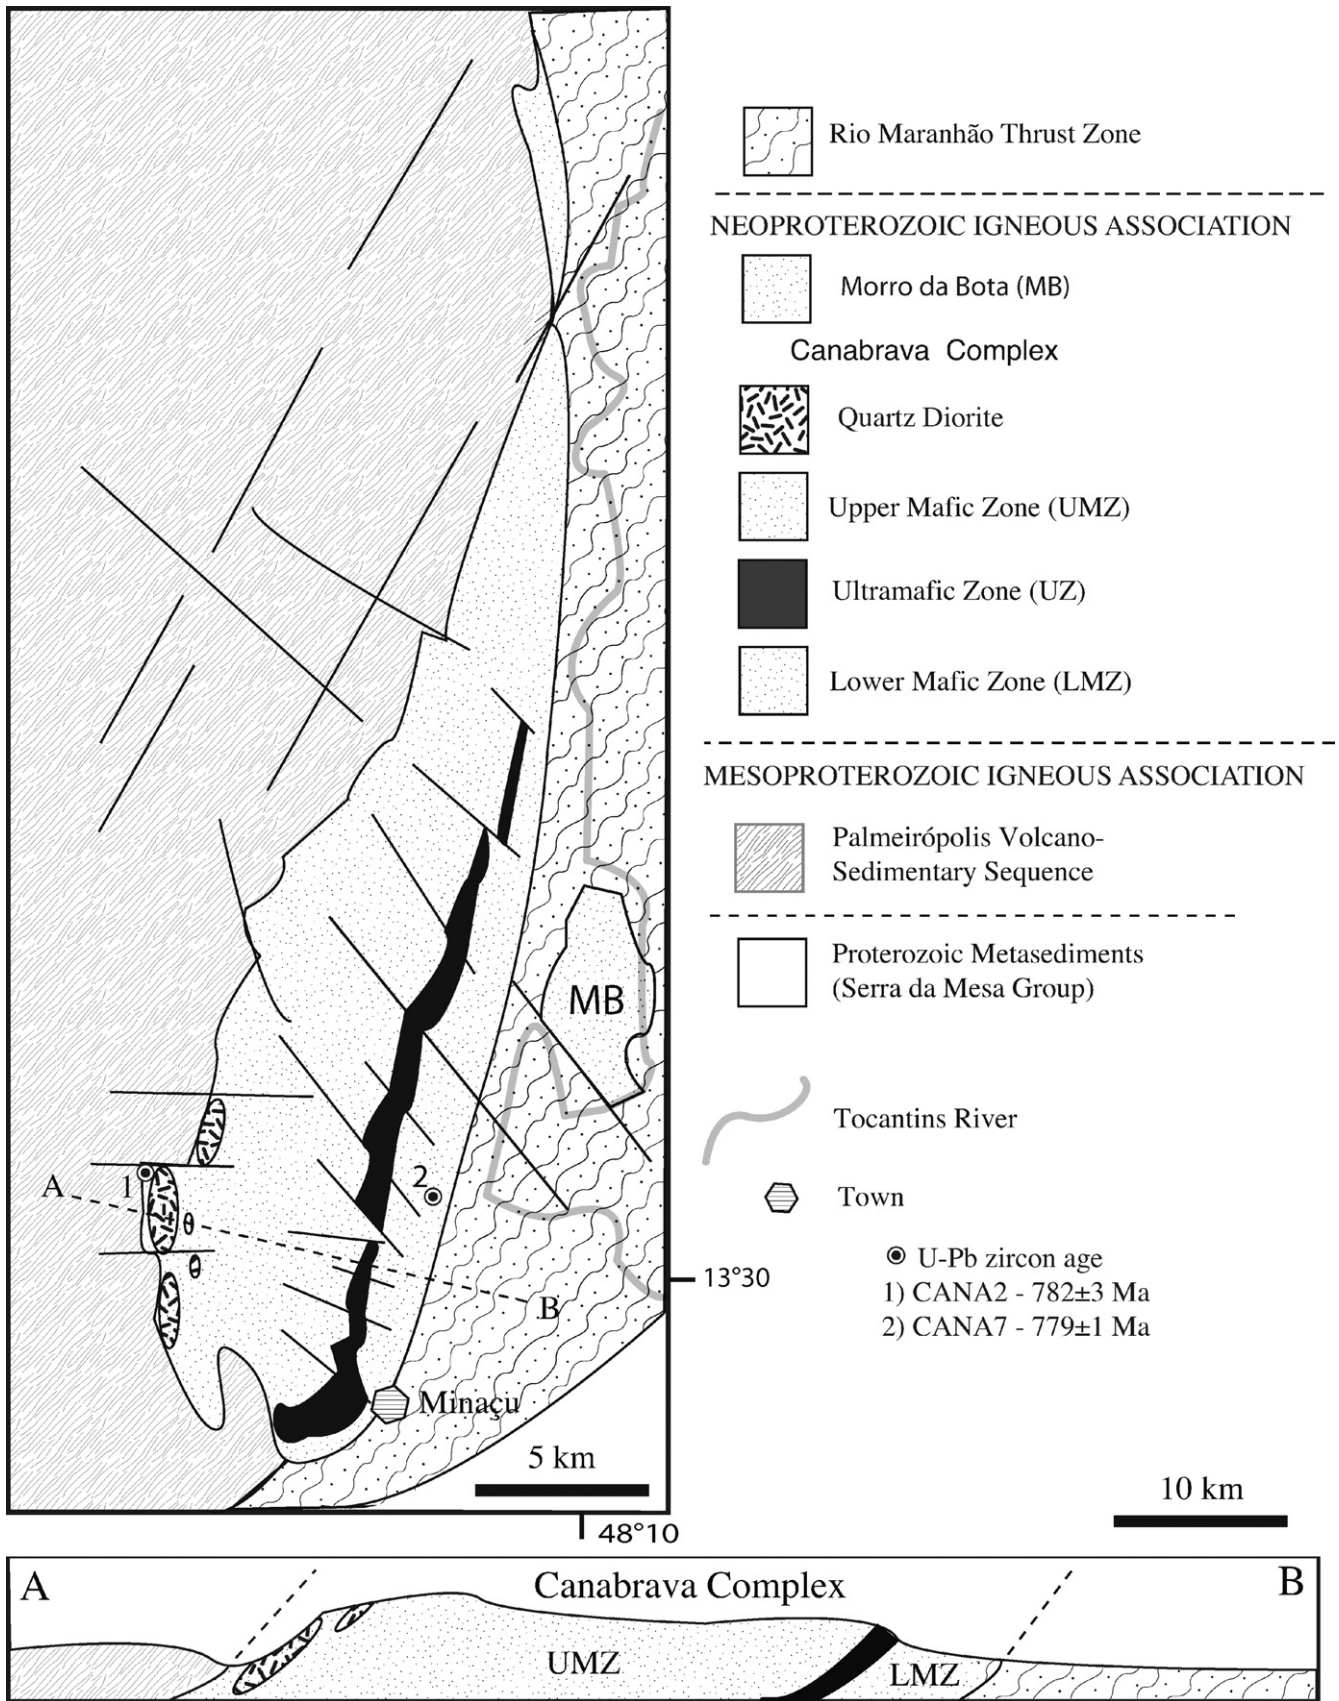 Rio Maranhão Thrust Zone
NEOPROTEROZOIC IGNEOUS ASSOCIATION
Morro da Bota (MB)
Canabrava Complex
Quartz Diorite
Upper Mafic Zone (UMZ)
Ultramafic Zone (UZ)
Lower Mafic Zone (LMZ)
MESOPROTEROZOIC IGNEOUS ASSOCIATION
Palmeirópolis Volcano-
Sedimentary Sequence
Proterozoic Metasediments
(Serra da Mesa Group)
Tocantins River
Town
U-Pb zircon age
1) CANA2 - 782±3 Ma
2) CANA7 - 779±1 Ma
MB
A
1
2
B
13°30
Minaçu
5 km
10 km
48°10
A
Canabrava Complex
B
UMZ
LMZ